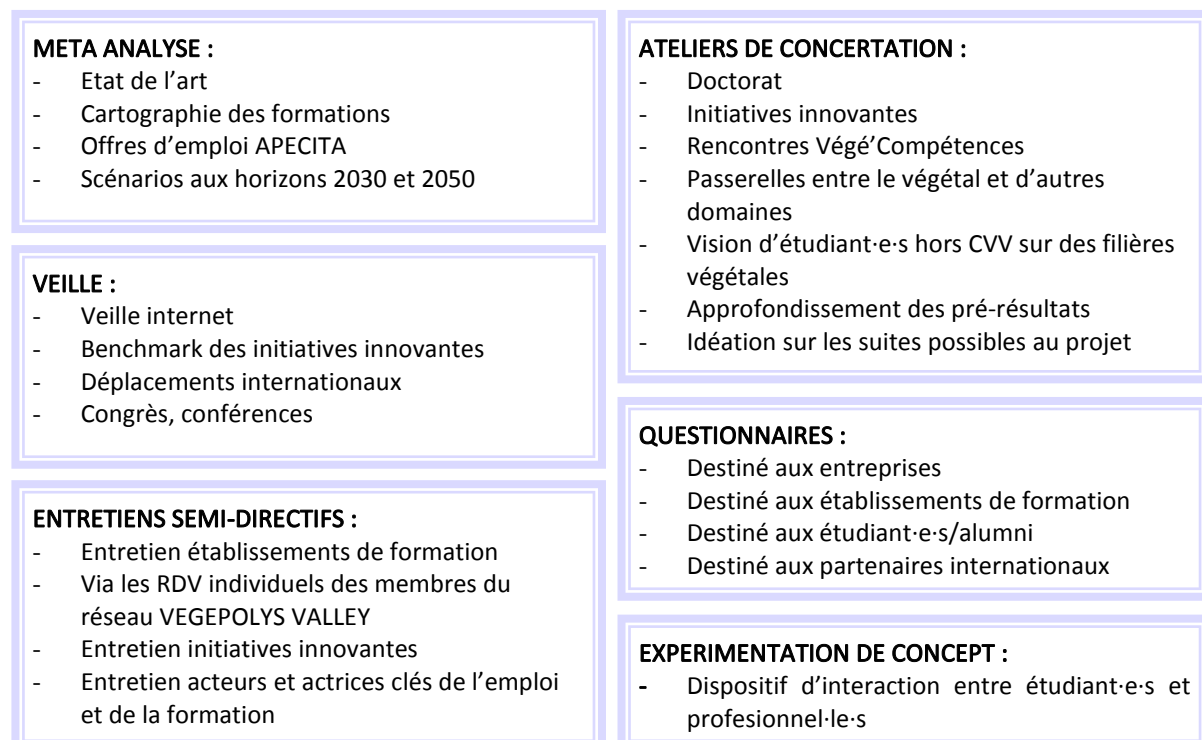 META ANALYSE :
- Etat de l’art
- Cartographie des formations
- Offres d’emploi APECITA
- Scénarios aux horizons 2030 et 2050
VEILLE :
- Veille internet
- Benchmark des initiatives innovantes
- Déplacements internationaux
- Congrès, conférences
ENTRETIENS SEMI-DIRECTIFS :
- Entretien établissements de formation
- Via les RDV individuels des membres du
réseau VEGEPOLYS VALLEY
- Entretien initiatives innovantes
- Entretien acteurs et actrices clés de l’emploi
et de la formation
ATELIERS DE CONCERTATION :
- Doctorat
- Initiatives innovantes
- Rencontres Végé’Compétences
- Passerelles entre le végétal et d’autres
domaines
- Vision d’étudiant·e·s hors CVV sur des filières
végétales
- Approfondissement des pré-résultats
- Idéation sur les suites possibles au projet
QUESTIONNAIRES :
- Destiné aux entreprises
- Destiné aux établissements de formation
- Destiné aux étudiant·e·s/alumni
- Destiné aux partenaires internationaux
EXPERIMENTATION DE CONCEPT :
- Dispositif d’interaction entre étudiant·e·s et
profesionnel·le·s